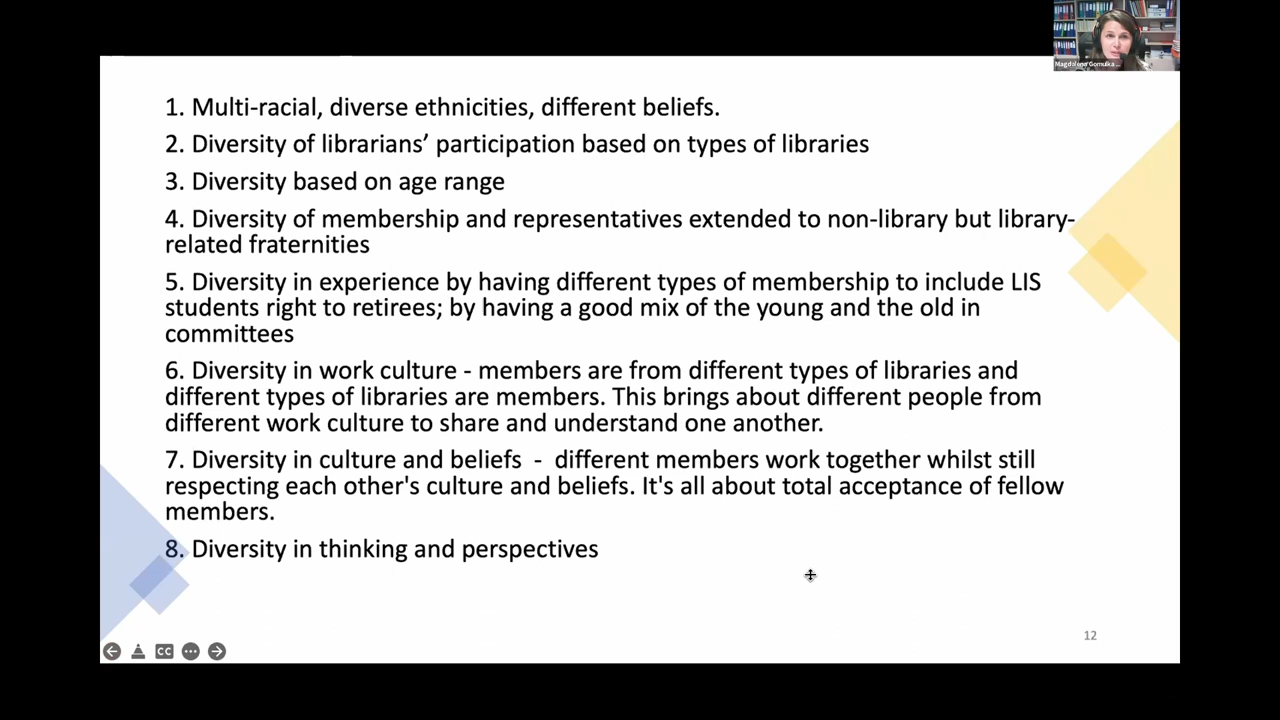 Magdalena Gomulka ...
1. Multi-racial, diverse ethnicities, different beliefs.
2. Diversity of librarians’ participation based on types of libraries
3. Diversity based on age range
4. Diversity of membership and representatives extended to non-library but library-
related fraternities
5. Diversity in experience by having different types of membership to include LIS
students right to retirees; by having a good mix of the young and the old in
committees
6. Diversity in work culture - members are from different types of libraries and
different types of libraries are members. This brings about different people from
different work culture to share and understand one another.
7. Diversity in culture and beliefs  -  different members work together whilst still
respecting each other's culture and beliefs. It's all about total acceptance of fellow
members.
8. Diversity in thinking and perspectives
12
CC